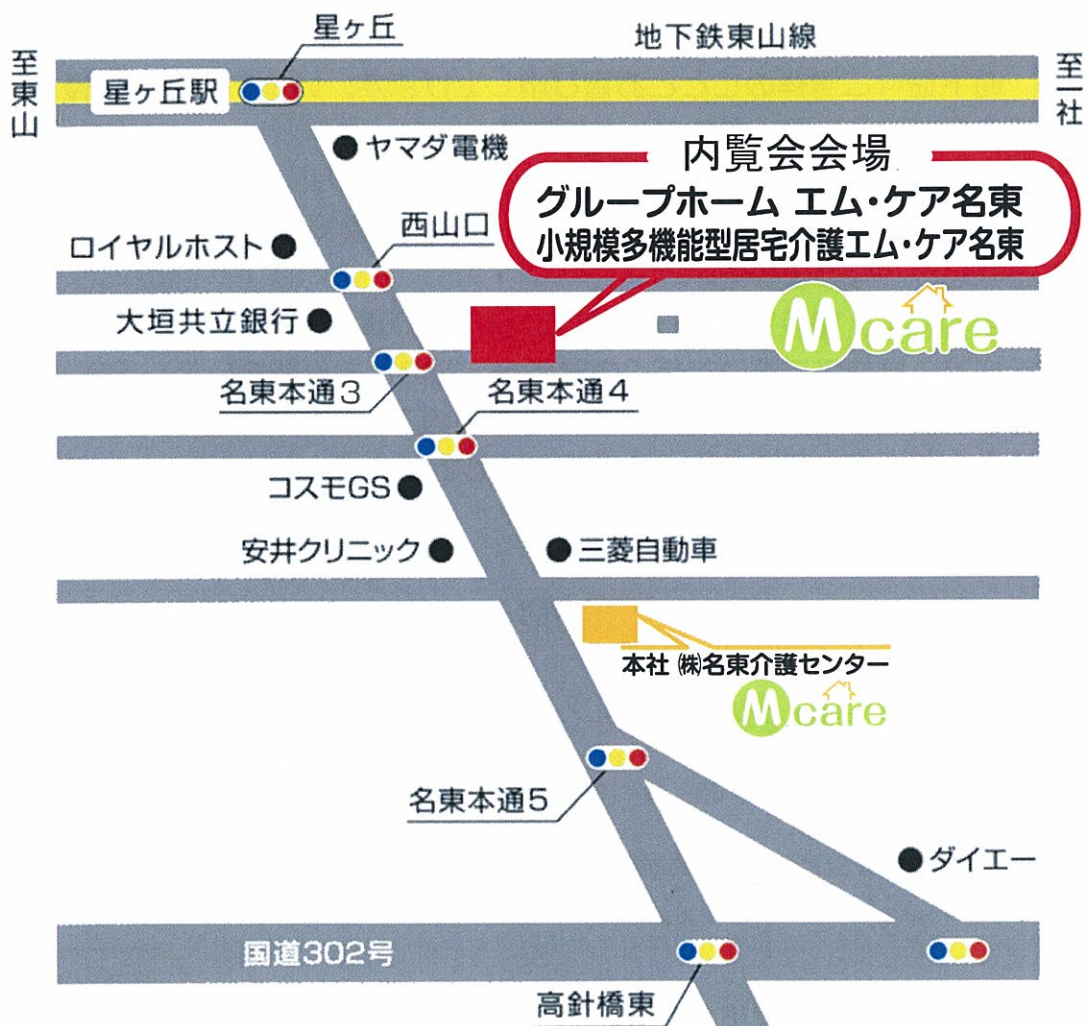 星ヶ丘
地下鉄東山線
至東山
星ヶ丘駅
至一社
ヤマダ電機
内覧会会場
グループホーム エム・ケア名東
小規模多機能型居宅介護エム・ケア名東
西山口
ロイヤルホスト
大垣共立銀行
Mcare
名東本通3
名東本通4
コスモGS
安井クリニック
三菱自動車
本社 ㈱名東介護センター
Mcare
名東本通5
ダイエー
国道302号
高針橋東